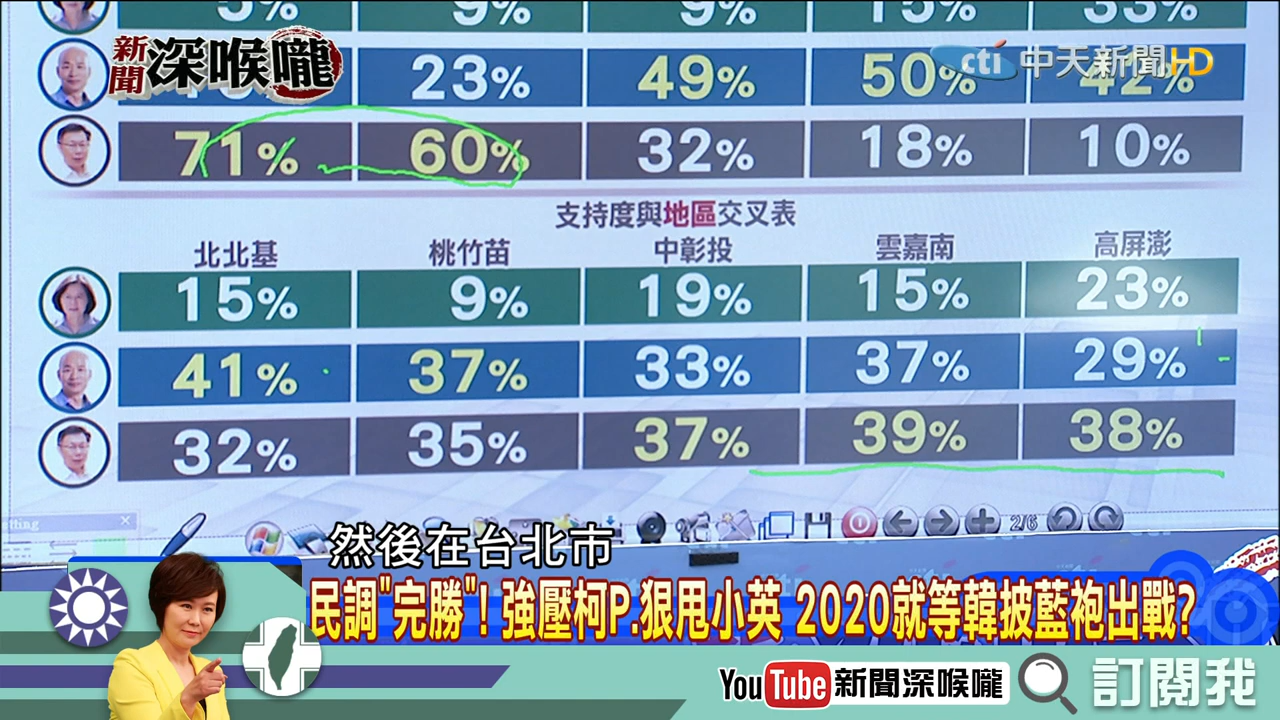 5% 9% 9% 15% 33%
新聞深喉嚨
cti 中天新聞HD
23% 49% 50% 42%
71% 60% 32% 18% 10%
支持度與地區交叉表
北北基 桃竹苗 中彰投 雲嘉南 高屏澎
15% 9% 19% 15% 23%
41% 37% 33% 37% 29%
32% 35% 37% 39% 38%
2/6
然後在台北市
民調"完勝"! 強壓柯P.狠甩小英 2020就等韓披藍袍出戰?
YouTube 新聞深喉嚨 訂閱我